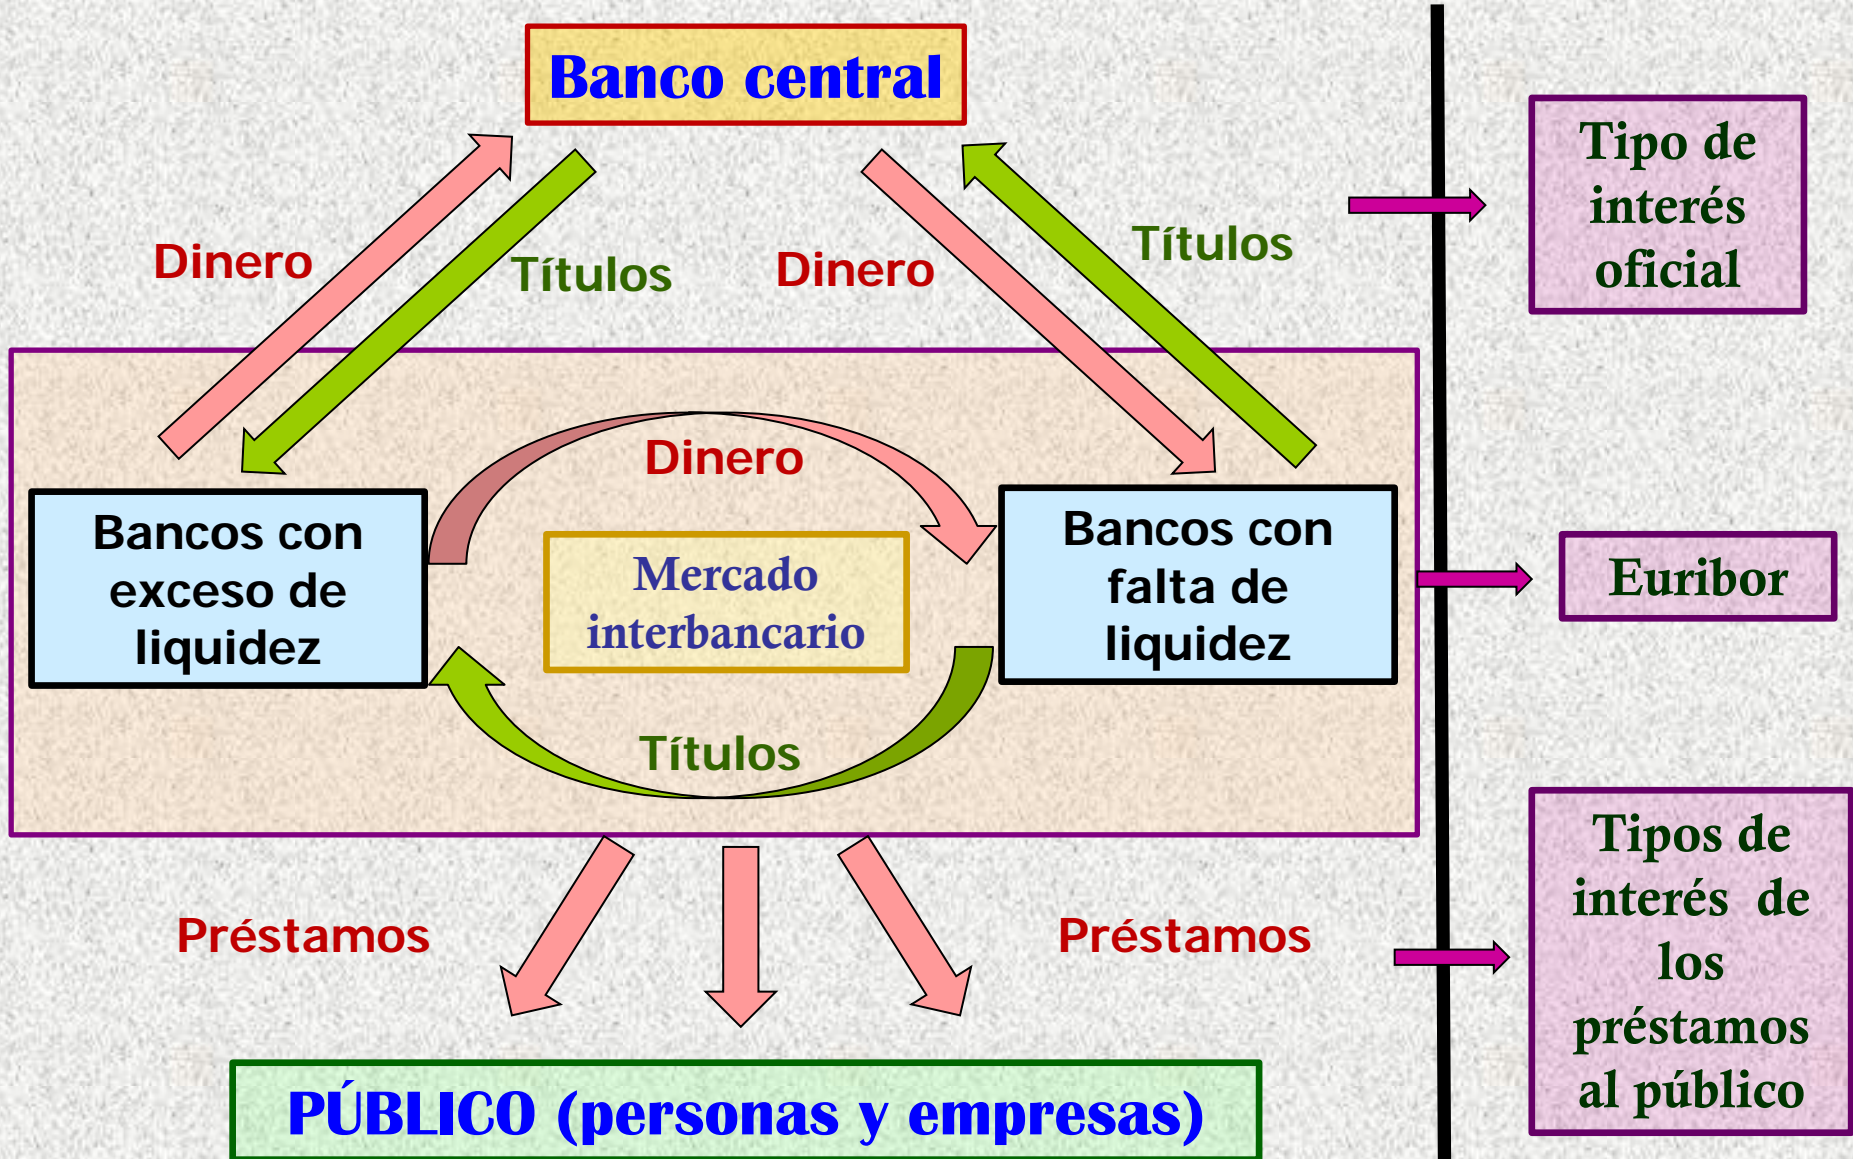 Banco central
Tipo de
interés
oficial
Dinero
Títulos
Dinero
Títulos
Dinero
Bancos con
exceso de
liquidez
Mercado
interbancario
Bancos con
falta de
liquidez
Euribor
Títulos
Préstamos
Préstamos
Tipos de
interés de
los
préstamos
al público
PÚBLICO (personas y empresas)